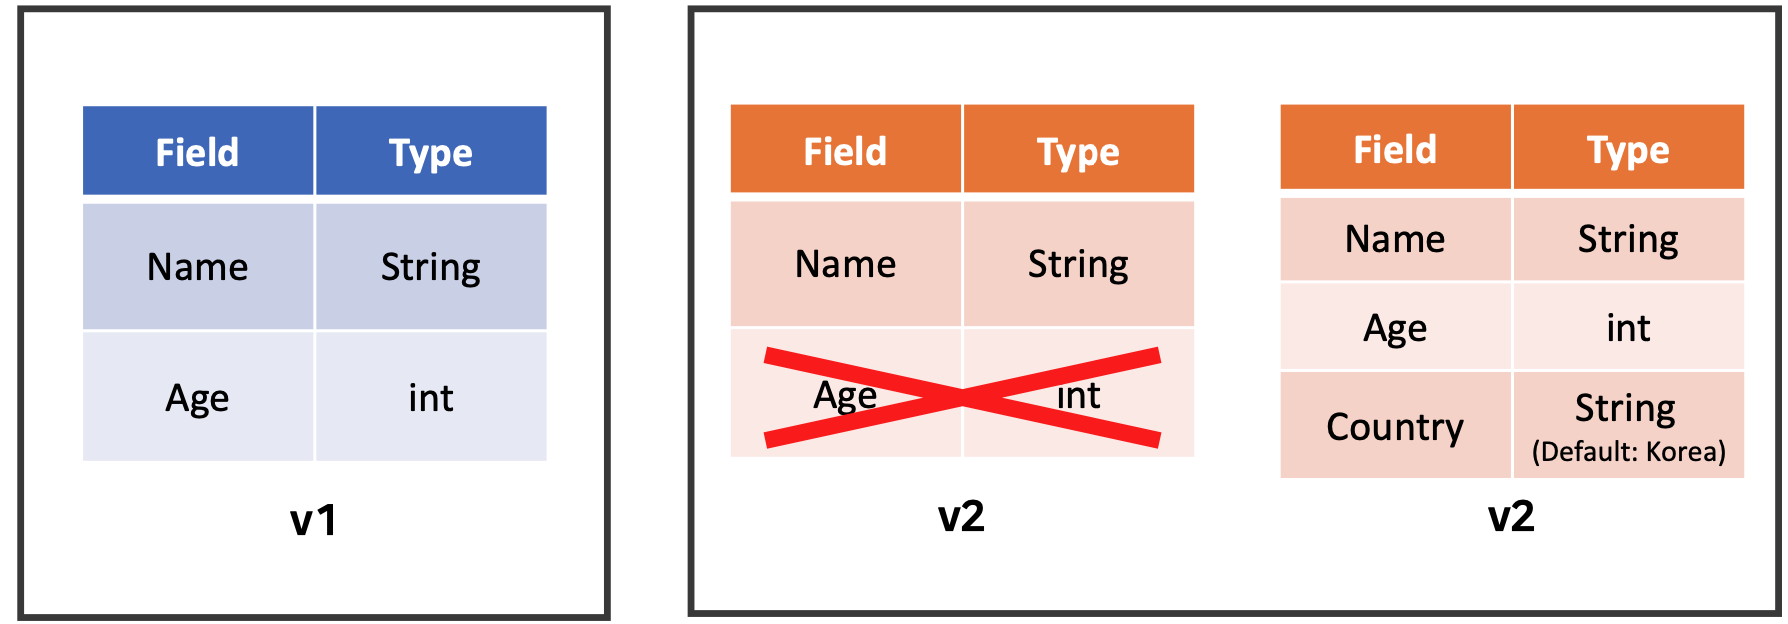 Field Type
Name String
Age int
v1
Field Type
Name String
Age int
v2
Field Type
Name String
Age int
Country String
(Default: Korea)
v2